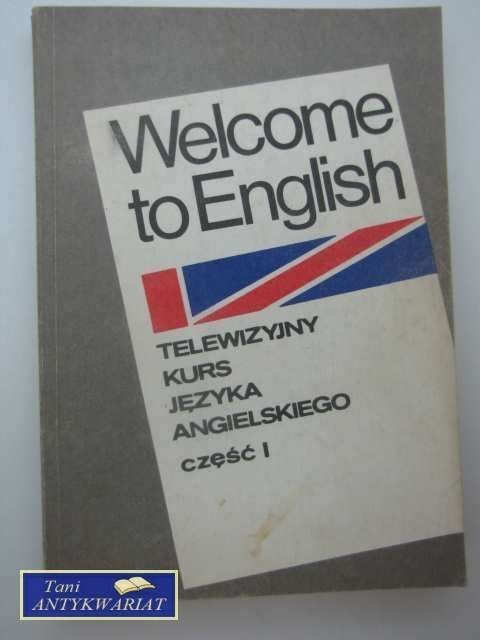 Welcome
to English
TELEWIZYJNY
KURS
JĘZYKA
ANGIELSKIEGO
część I
Tani
ANTYKWARIAT